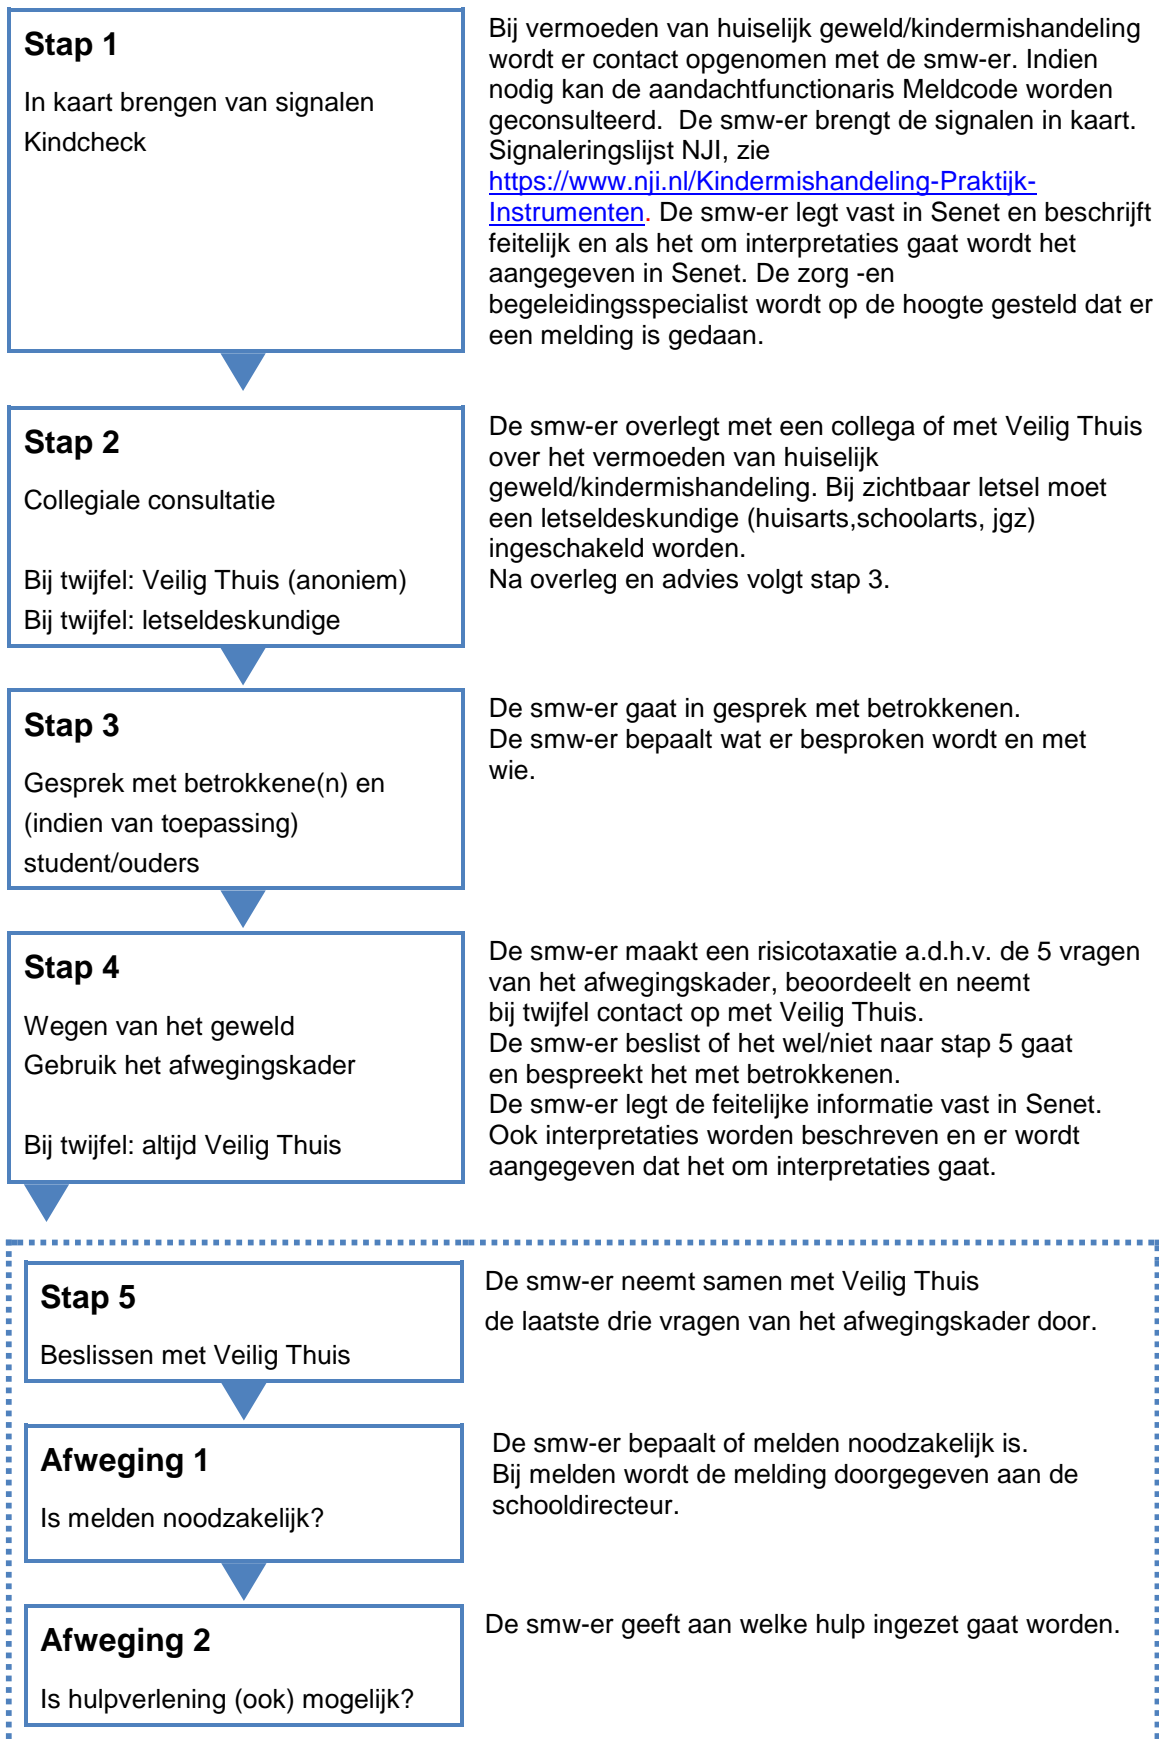 Stap 1
In kaart brengen van signalen
Kindcheck
Bij vermoeden van huiselijk geweld/kindermishandeling
wordt er contact opgenomen met de smw-er. Indien
nodig kan de aandachtfunctionaris Meldcode worden
geconsulteerd.  De smw-er brengt de signalen in kaart.
Signaleringslijst NJI, zie
https://www.nji.nl/Kindermishandeling-Praktijk-
Instrumenten. De smw-er legt vast in Senet en beschrijft
feitelijk en als het om interpretaties gaat wordt het
aangegeven in Senet. De zorg -en
begeleidingsspecialist wordt op de hoogte gesteld dat er
een melding is gedaan.
Stap 2
Collegiale consultatie
Bij twijfel: Veilig Thuis (anoniem)
Bij twijfel: letseldeskundige
De smw-er overlegt met een collega of met Veilig Thuis
over het vermoeden van huiselijk
geweld/kindermishandeling. Bij zichtbaar letsel moet
een letseldeskundige (huisarts,schoolarts, jgz)
ingeschakeld worden.
Na overleg en advies volgt stap 3.
Stap 3
Gesprek met betrokkene(n) en
(indien van toepassing)
student/ouders
De smw-er gaat in gesprek met betrokkenen.
De smw-er bepaalt wat er besproken wordt en met
wie.
Stap 4
Wegen van het geweld
Gebruik het afwegingskader
Bij twijfel: altijd Veilig Thuis
De smw-er maakt een risicotaxatie a.d.h.v. de 5 vragen
van het afwegingskader, beoordeelt en neemt
bij twijfel contact op met Veilig Thuis.
De smw-er beslist of het wel/niet naar stap 5 gaat
en bespreekt het met betrokkenen.
De smw-er legt de feitelijke informatie vast in Senet.
Ook interpretaties worden beschreven en er wordt
aangegeven dat het om interpretaties gaat.
Stap 5
Beslissen met Veilig Thuis
De smw-er neemt samen met Veilig Thuis
de laatste drie vragen van het afwegingskader door.
Afweging 1
Is melden noodzakelijk?
De smw-er bepaalt of melden noodzakelijk is.
Bij melden wordt de melding doorgegeven aan de
schooldirecteur.
Afweging 2
Is hulpverlening (ook) mogelijk?
De smw-er geeft aan welke hulp ingezet gaat worden.